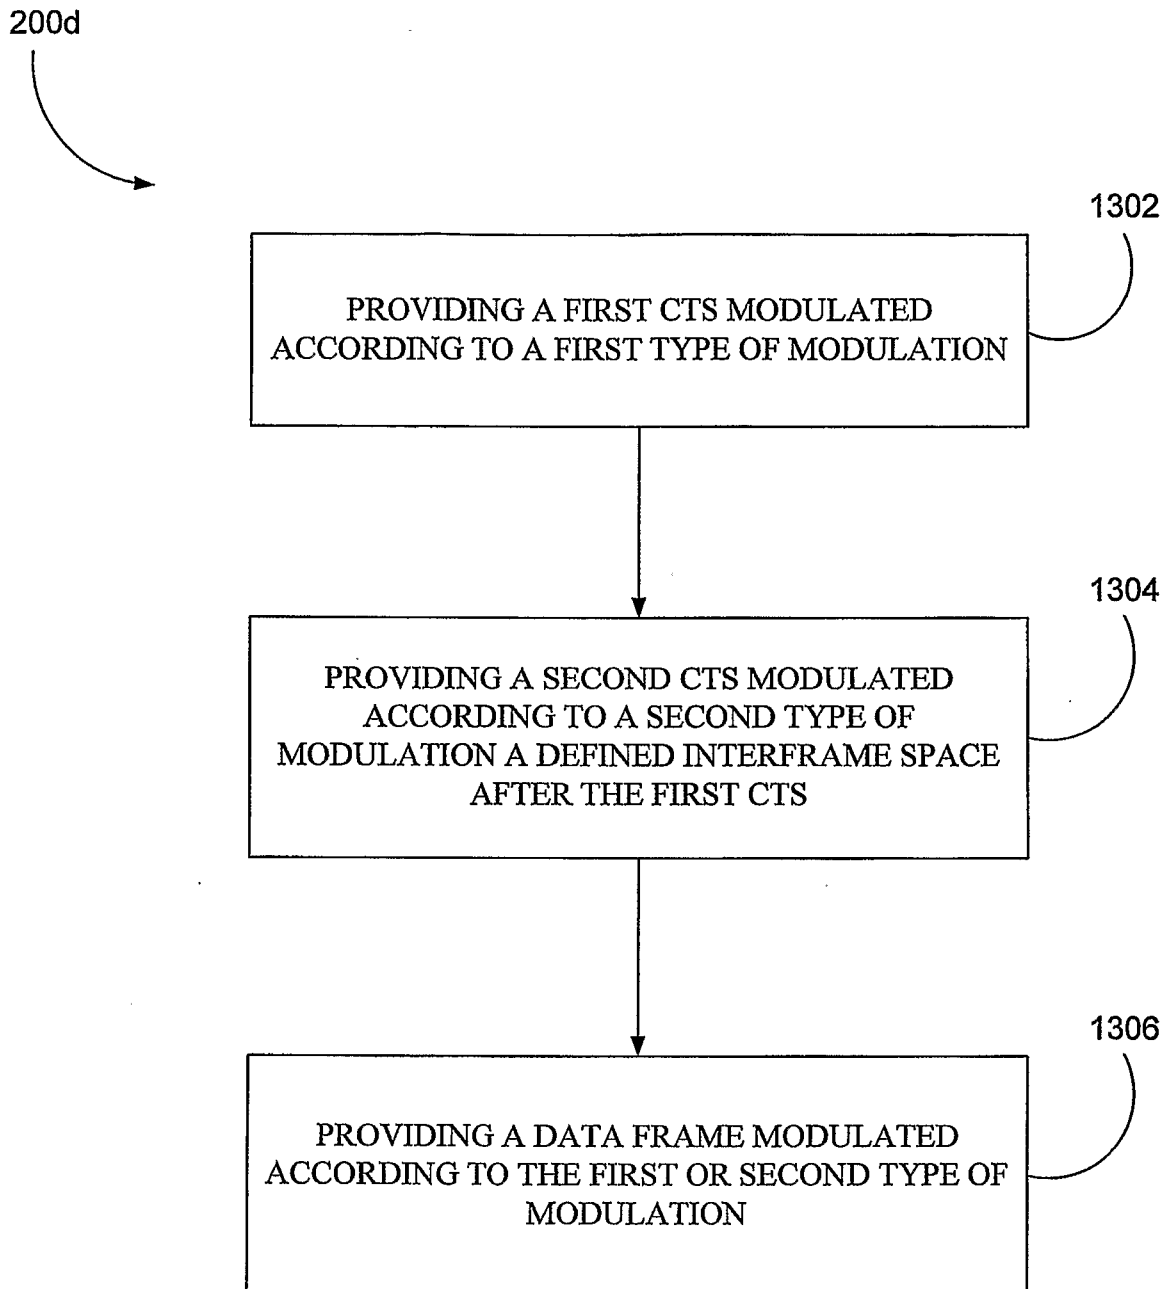 200d
1302
PROVIDING A FIRST CTS MODULATED
ACCORDING TO A FIRST TYPE OF MODULATION
1304
PROVIDING A SECOND CTS MODULATED
ACCORDING TO A SECOND TYPE OF
MODULATION A DEFINED INTERFRAME SPACE
AFTER THE FIRST CTS
1306
PROVIDING A DATA FRAME MODULATED
ACCORDING TO THE FIRST OR SECOND TYPE OF
MODULATION